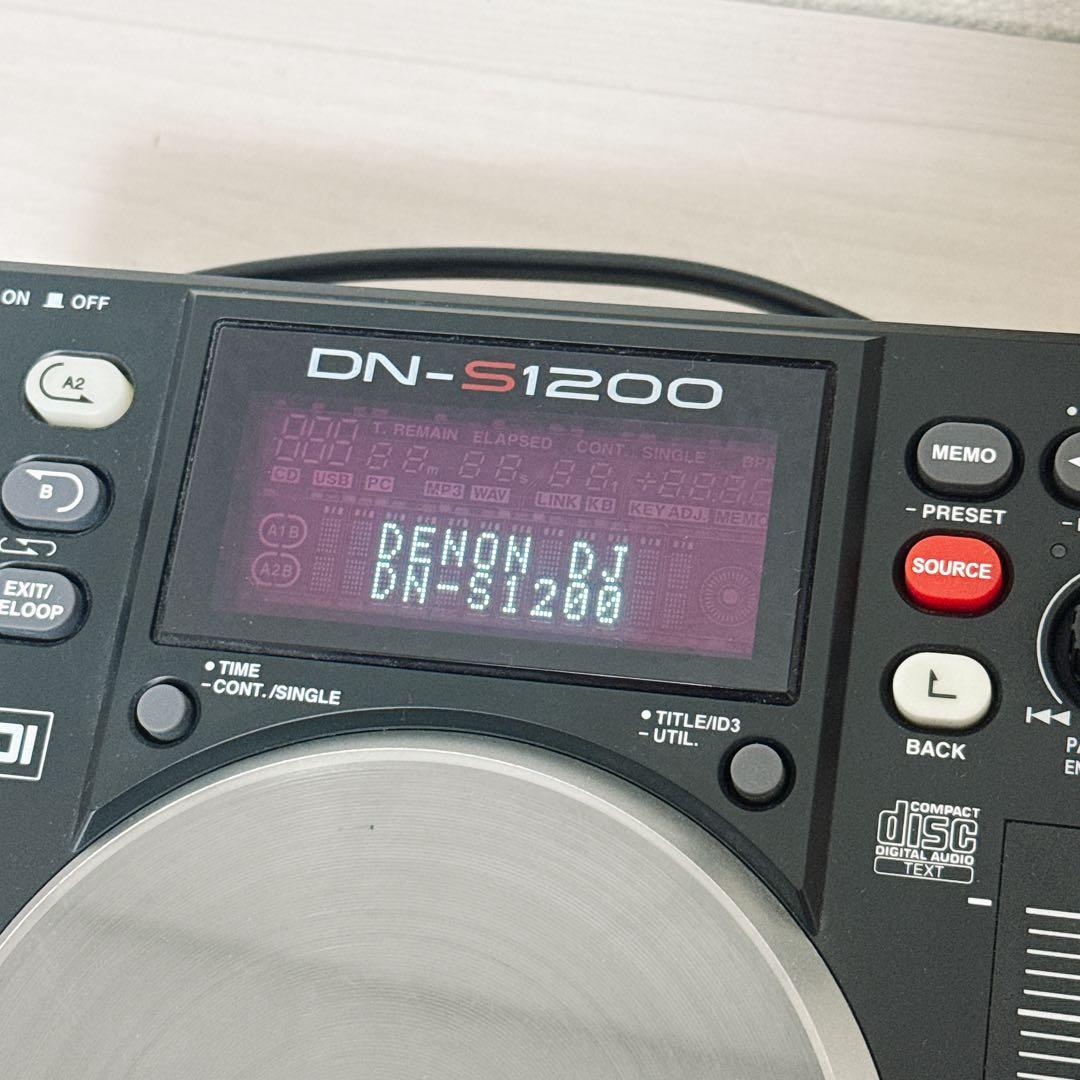 ON OFF
DN-S1200
A2
T. REMAIN ELAPSED CONT. SINGLE
m s
CD USB PC MP3 WAV LINK KB KEY ADJ. MEMO
B
A1B
A2B
DENON DJ
DN-S1200
EXIT/
ELOOP
MEMO
- PRESET
SOURCE
BACK
• TIME
- CONT./SINGLE
• TITLE/ID3
- UTIL.
COMPACT
disc
DIGITAL AUDIO
TEXT